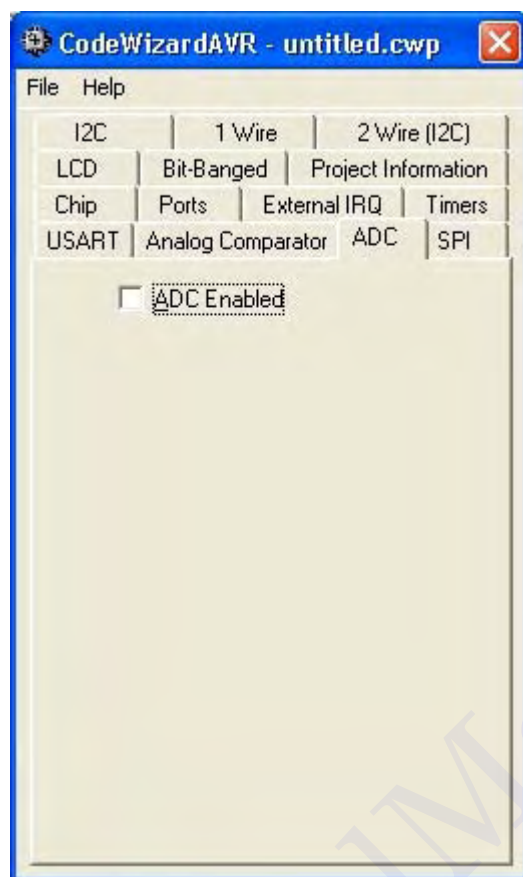 CodeWizardAVR - untitled.cwp
File Help
I2C 1 Wire 2 Wire (I2C)
LCD Bit-Banged Project Information
Chip Ports External IRQ Timers
USART Analog Comparator ADC SPI
ADC Enabled